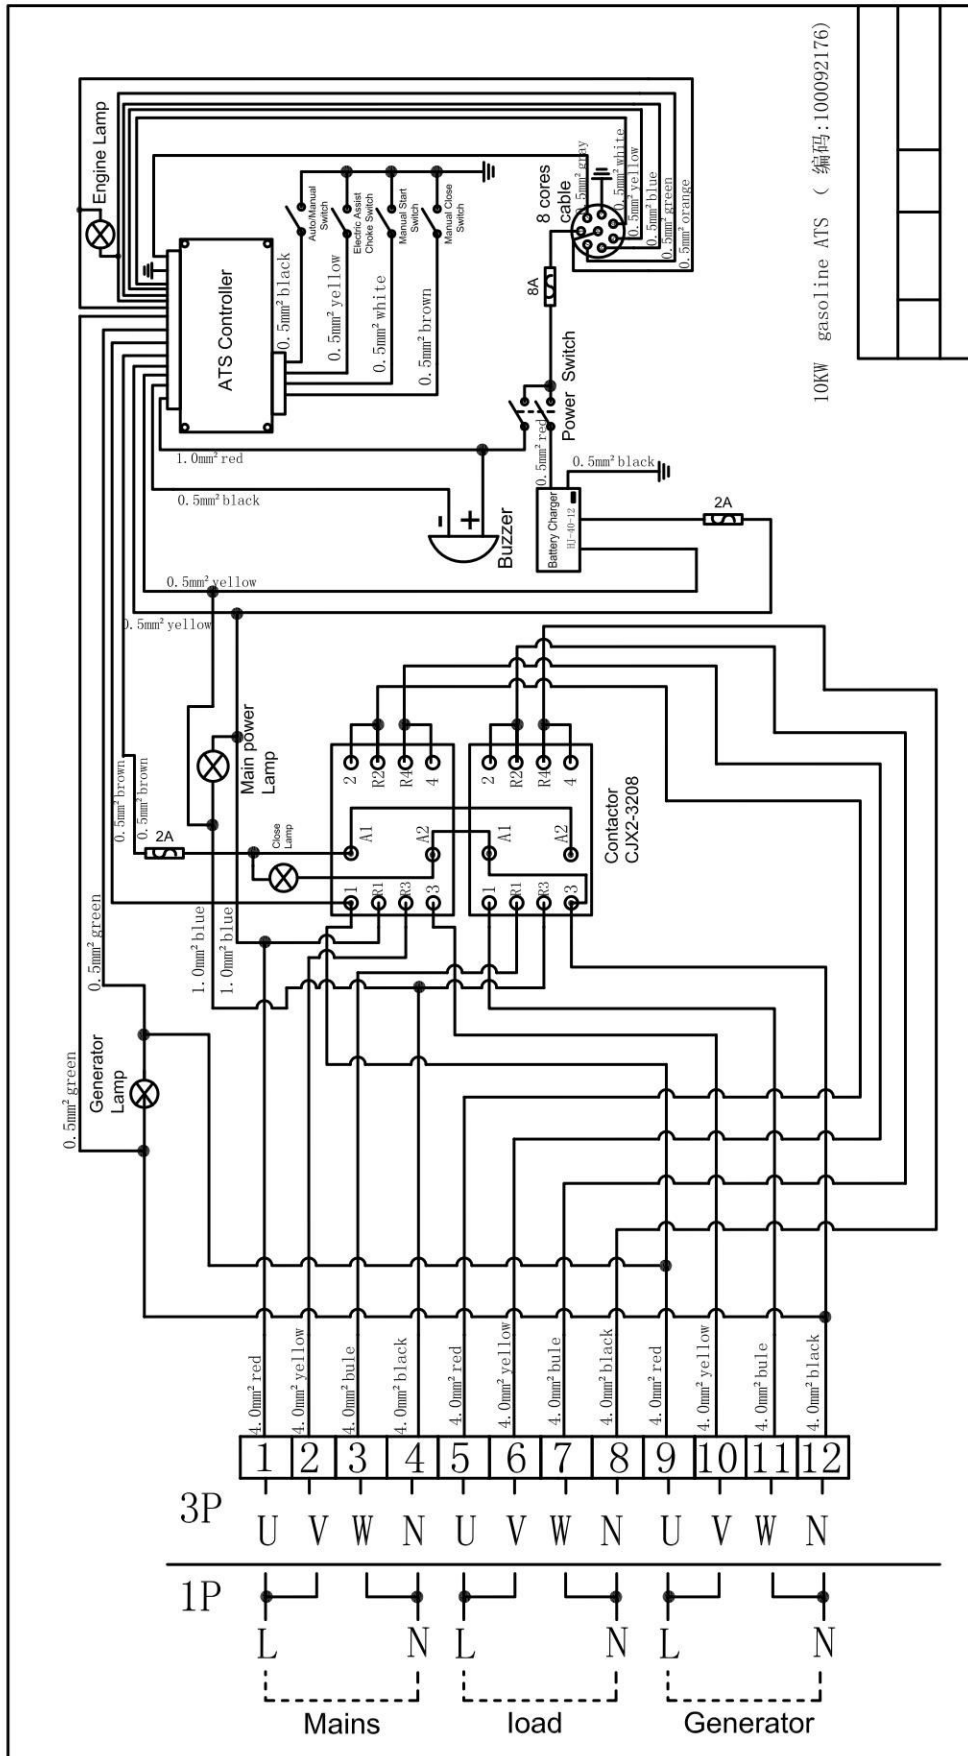 Engine Lamp
ATS Controller
Auto/Manual
Switch
Electric Assist
Choke Switch
Manual Start
Switch
Manual Close
Switch
0.5mm² black
0.5mm² yellow
0.5mm² white
0.5mm² brown
8 cores
cable
0.5mm² gray
0.5mm² white
0.5mm² yellow
0.5mm² blue
0.5mm² green
0.5mm² orange
8A
Power Switch
0.5mm² red
10KW gasoline ATS ( 编码:100092176)
1.0mm² red
0.5mm² black
- +
Buzzer
Battery Charger
HJ-40-12
0.5mm² black
2A
0.5mm² yellow
0.5mm² yellow
Main power
Lamp
0.5mm² brown
0.5mm² brown
2A
Close
Lamp
2 R2 R4 4
A1 A2
1 R1 R3 3
2 R2 R4 4
A1 A2
1 R1 R3 3
Contactor
CJX2-3208
1.0mm² blue
1.0mm² blue
0.5mm² green
0.5mm² green
Generator
Lamp
4.0mm² red
4.0mm² yellow
4.0mm² bule
4.0mm² black
4.0mm² red
4.0mm² yellow
4.0mm² bule
4.0mm² black
4.0mm² red
4.0mm² yellow
4.0mm² bule
4.0mm² black
1 2 3 4 5 6 7 8 9 10 11 12
3P
U V W N U V W N U V W N
1P
L N L N L N
Mains load Generator